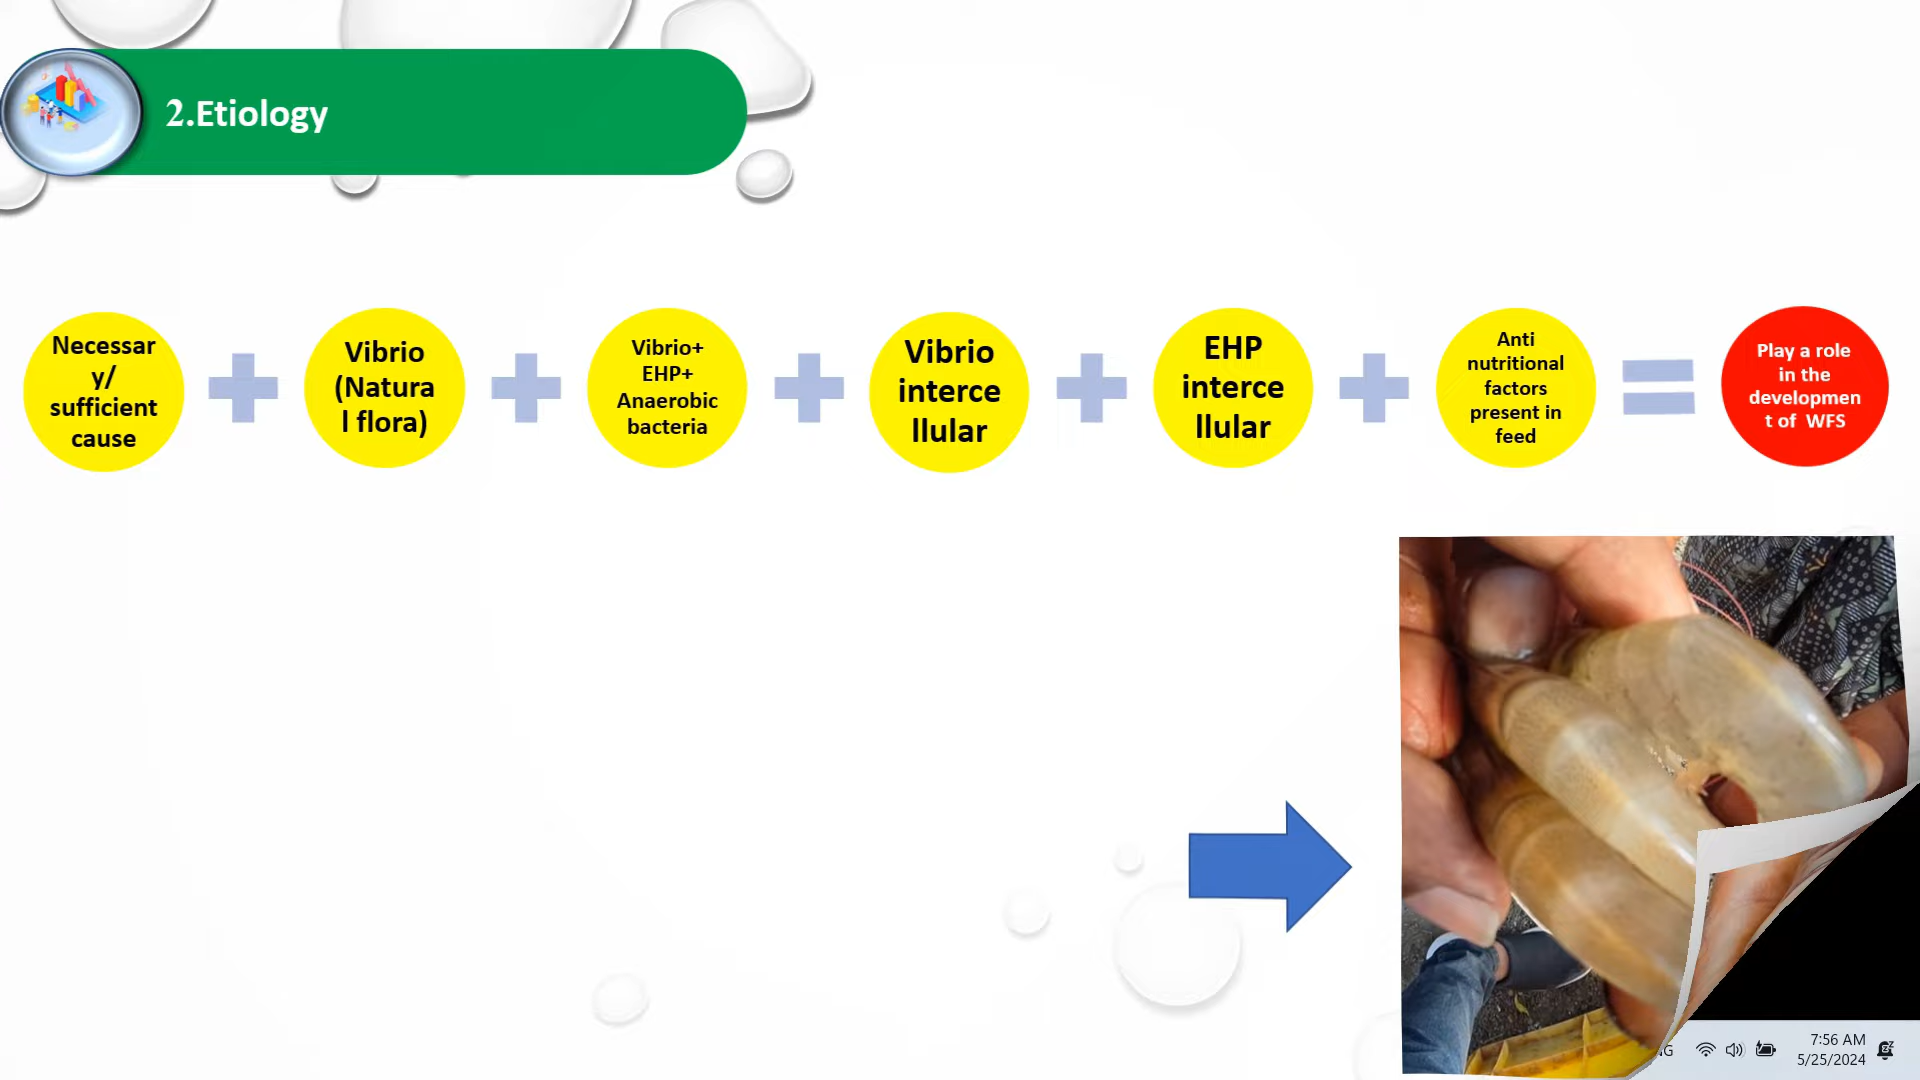 2.Etiology
Necessar
y/
sufficient
cause
Vibrio
(Natura
l flora)
Vibrio+
EHP+
Anaerobic
bacteria
Vibrio
interce
llular
EHP
interce
llular
Anti
nutritional
factors
present in
feed
Play a role
in the
developmen
t of WFS
7:56 AM
5/25/2024